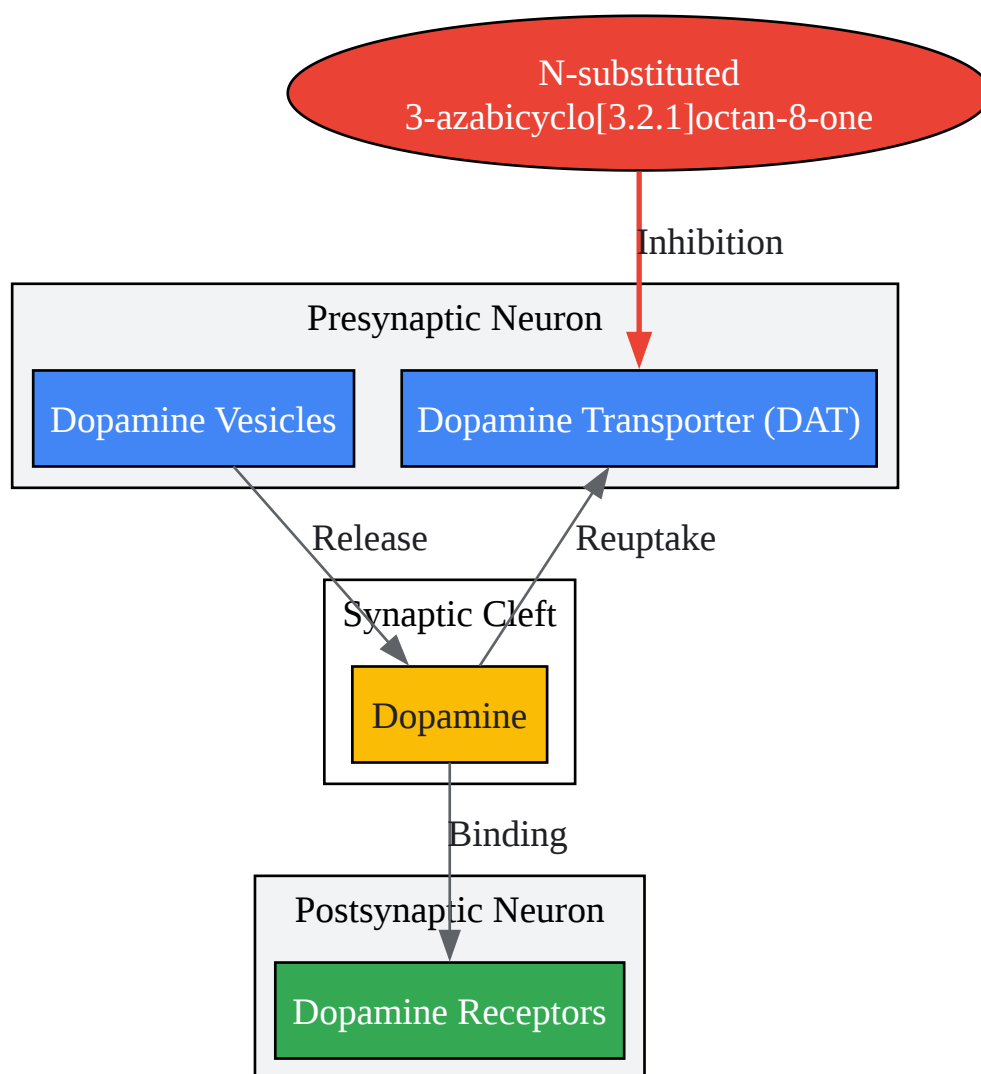 N-substituted
3-azabicyclo[3.2.1]octan-8-one
Inhibition
Presynaptic Neuron
Dopamine Vesicles
Dopamine Transporter (DAT)
Release
Reuptake
Synaptic Cleft
Dopamine
Binding
Postsynaptic Neuron
Dopamine Receptors